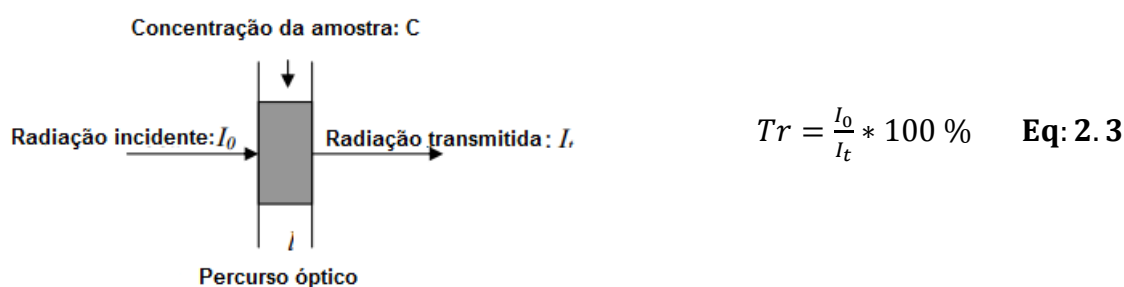 Concentração da amostra: C
Radiação incidente: I₀
Radiação transmitida : Iₜ
l
Percurso óptico
Tr = I₀/Iₜ * 100 % Eq: 2.3